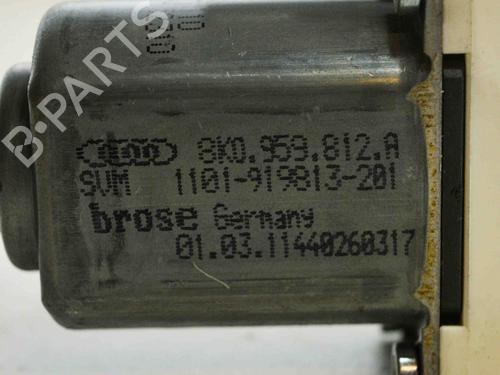 8K0.959.812.A
SVM 1101-919813-201
brose Germany
01.03.11440260317
B-PARTS